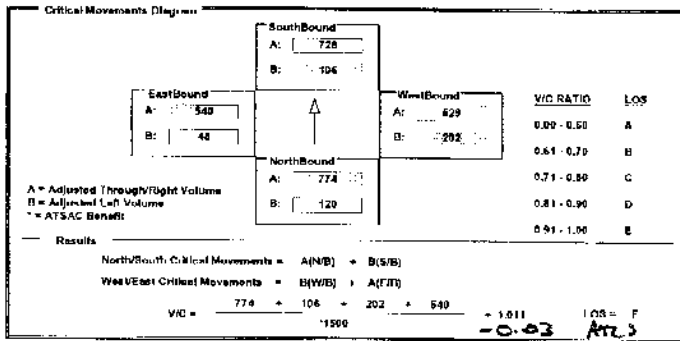 Critical Movements Diagram
SouthBound
A: 728
B: 106
EastBound
A: 540
B: 48
WestBound
A: 629
B: 202
NorthBound
A: 774
B: 120
V/C RATIO LOS
0.00 - 0.60 A
0.61 - 0.70 B
0.71 - 0.80 C
0.81 - 0.90 D
0.91 - 1.00 E
A = Adjusted Through/Right Volume
B = Adjusted Left Volume
* = ATSAC Benefit
Results
North/South Critical Movements = A(N/B) + B(S/B)
West/East Critical Movements = B(W/B) + A(E/B)
V/C = 774 + 106 + 202 + 540 = 1.011 LOS = F
*1500
-0.03